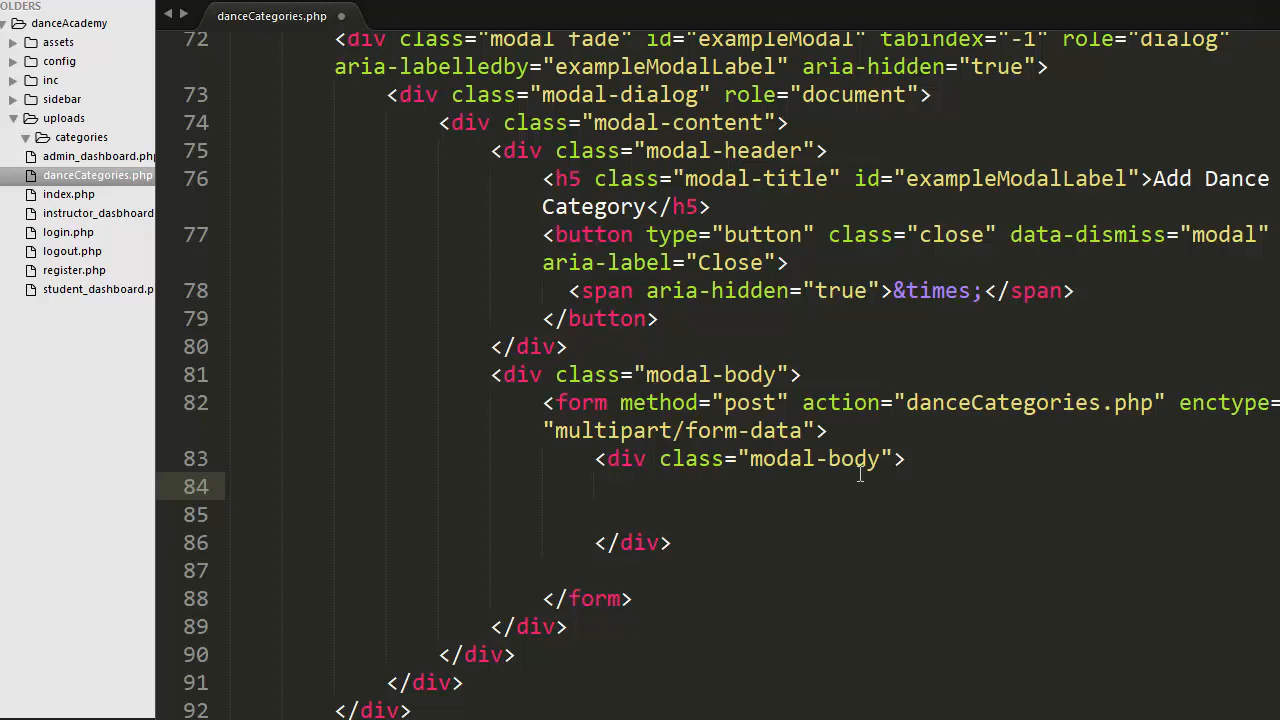 OLDERS
danceAcademy
assets
config
inc
sidebar
uploads
categories
admin_dashboard.php
danceCategories.php
index.php
instructor_dasbhoard
login.php
logout.php
register.php
student_dashboard.p
danceCategories.php
72 <div class="modal fade" id="exampleModal" tabindex="-1" role="dialog"
aria-labelledby="exampleModalLabel" aria-hidden="true">
73 <div class="modal-dialog" role="document">
74 <div class="modal-content">
75 <div class="modal-header">
76 <h5 class="modal-title" id="exampleModalLabel">Add Dance
Category</h5>
77 <button type="button" class="close" data-dismiss="modal"
aria-label="Close">
78 <span aria-hidden="true">&times;</span>
79 </button>
80 </div>
81 <div class="modal-body">
82 <form method="post" action="danceCategories.php" enctype=
"multipart/form-data">
83 <div class="modal-body">
84
85
86 </div>
87
88 </form>
89 </div>
90 </div>
91 </div>
92 </div>